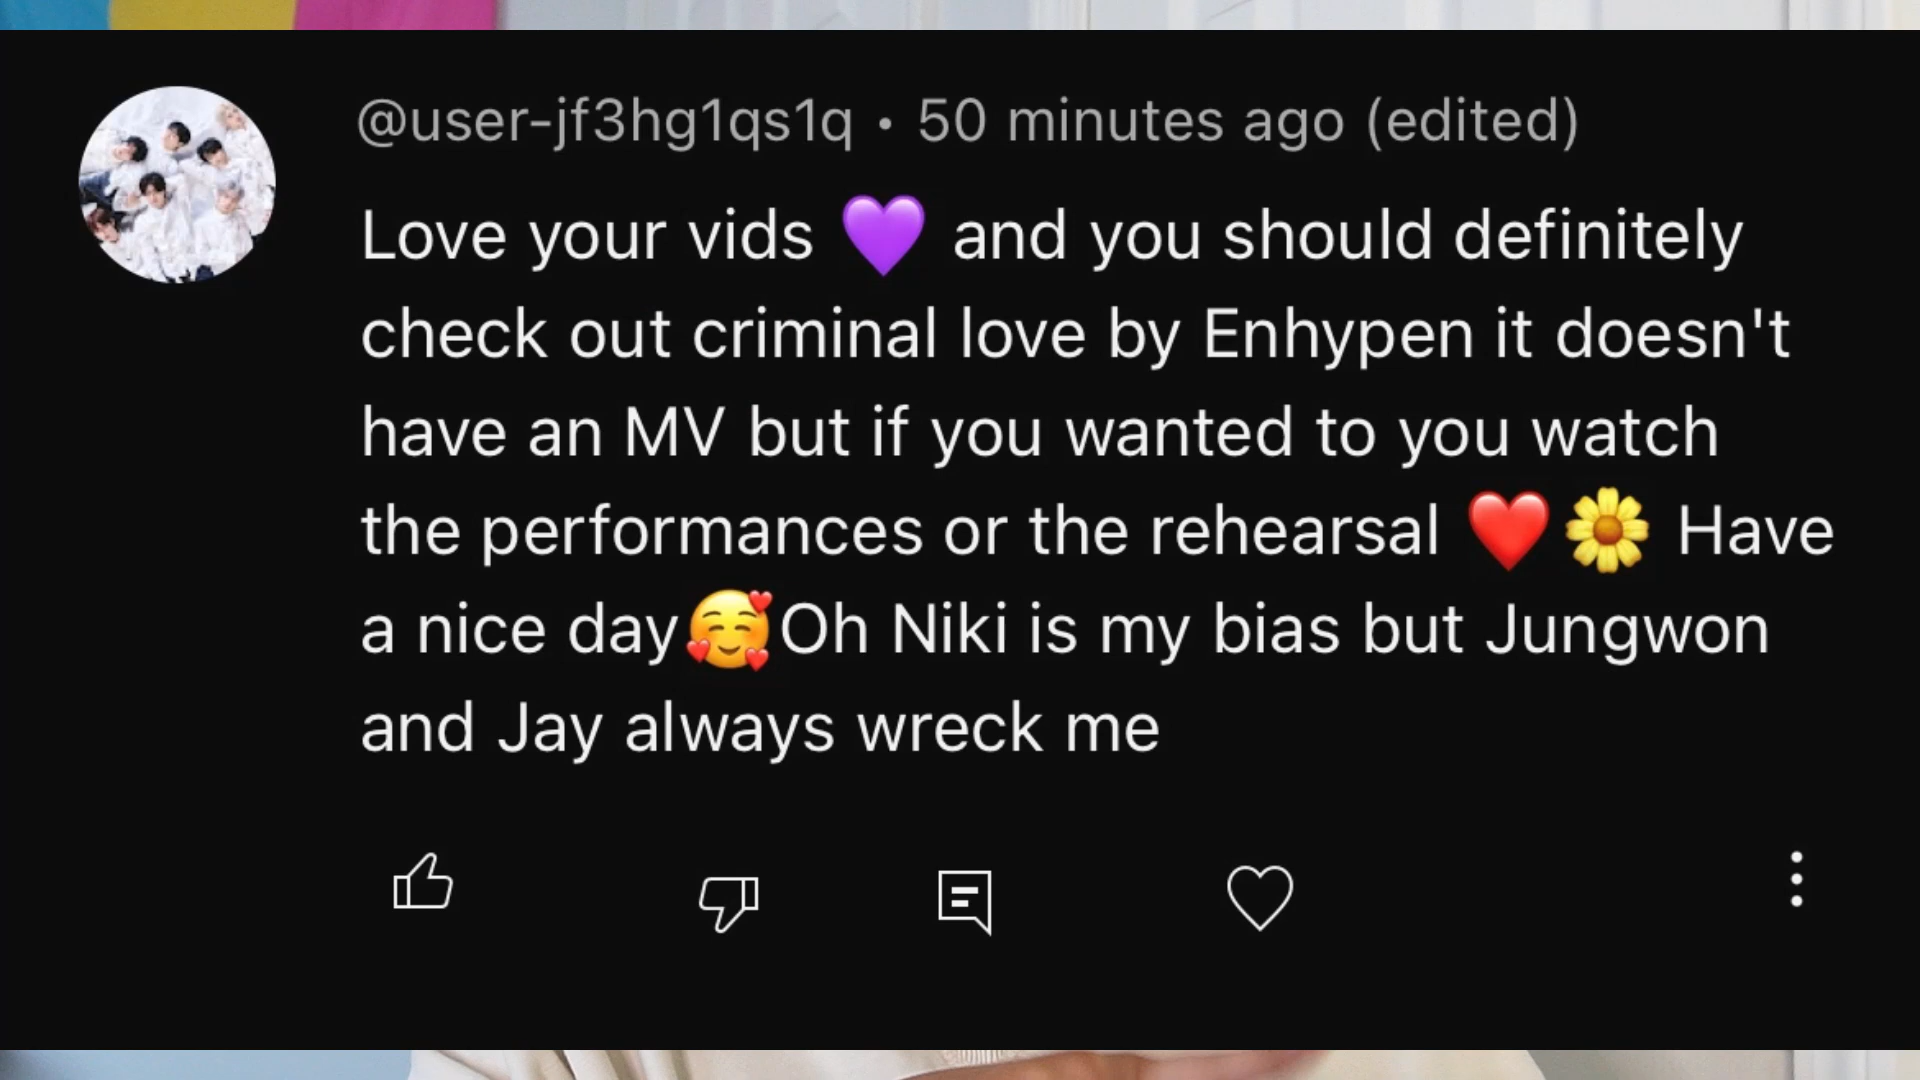 @user-jf3hg1qs1q • 50 minutes ago (edited)
Love your vids 💜 and you should definitely
check out criminal love by Enhypen it doesn't
have an MV but if you wanted to you watch
the performances or the rehearsal ❤️🌼 Have
a nice day🥰Oh Niki is my bias but Jungwon
and Jay always wreck me